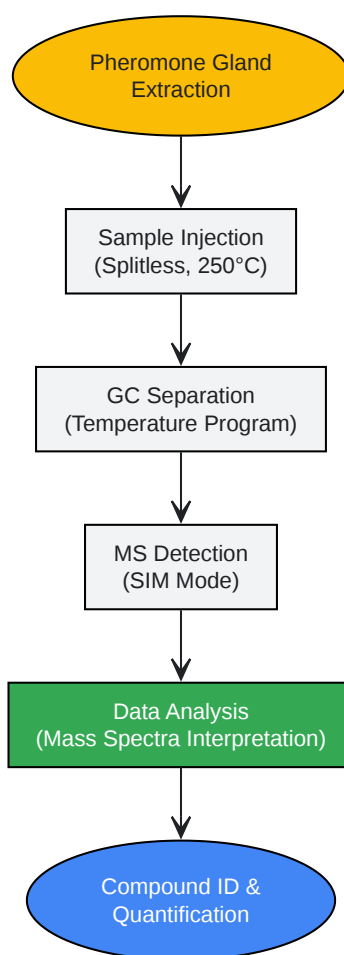 Pheromone Gland
Extraction
Sample Injection
(Splitless, 250°C)
GC Separation
(Temperature Program)
MS Detection
(SIM Mode)
Data Analysis
(Mass Spectra Interpretation)
Compound ID &
Quantification